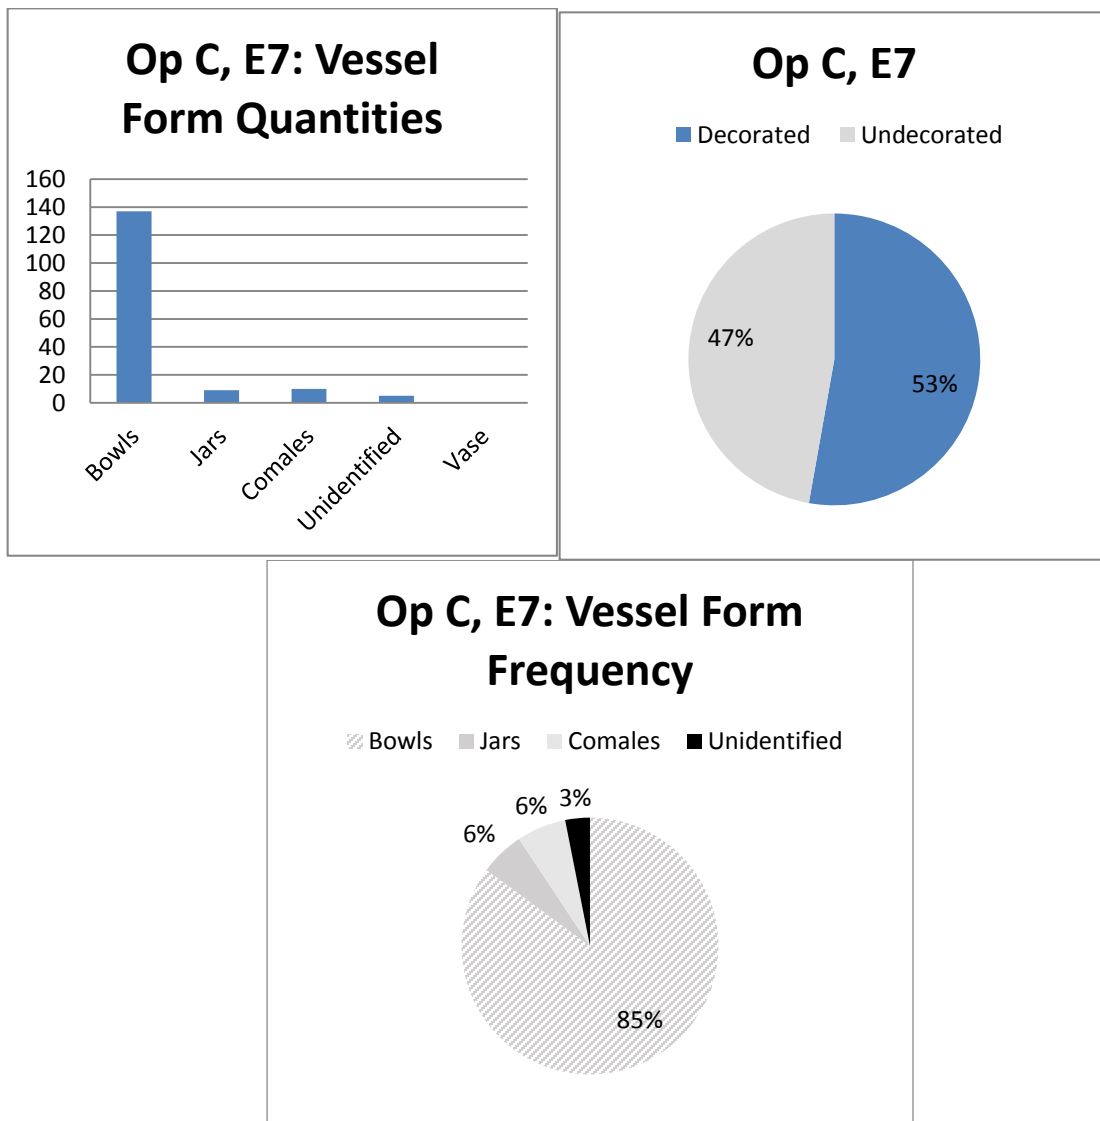 Op C, E7: Vessel
Form Quantities
160
140
120
100
80
60
40
20
0
Bowls
Jars
Comales
Unidentified
Vase
Op C, E7
Decorated Undecorated
47%
53%
Op C, E7: Vessel Form
Frequency
Bowls Jars Comales Unidentified
6% 6% 3%
85%